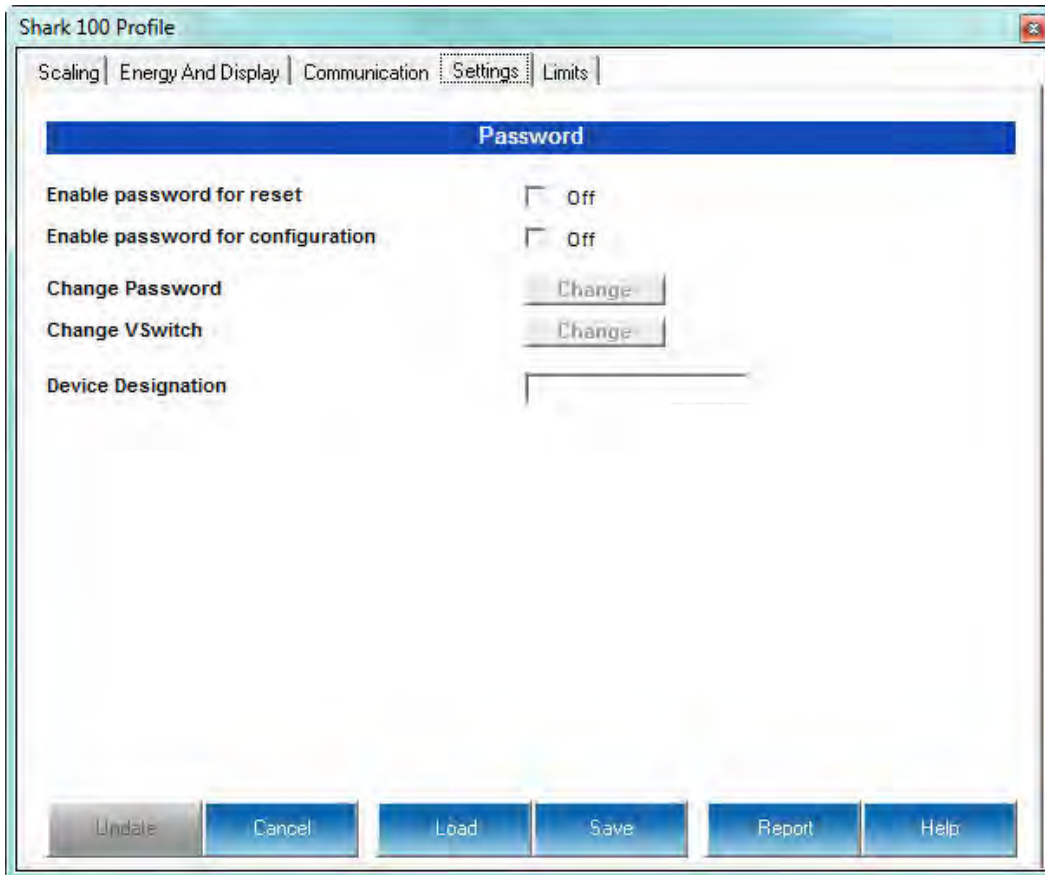 Shark 100 Profile
Scaling Energy And Display Communication Settings Limits
Password
Enable password for reset Off
Enable password for configuration Off
Change Password Change
Change VSwitch Change
Device Designation
Update Cancel Load Save Report Help